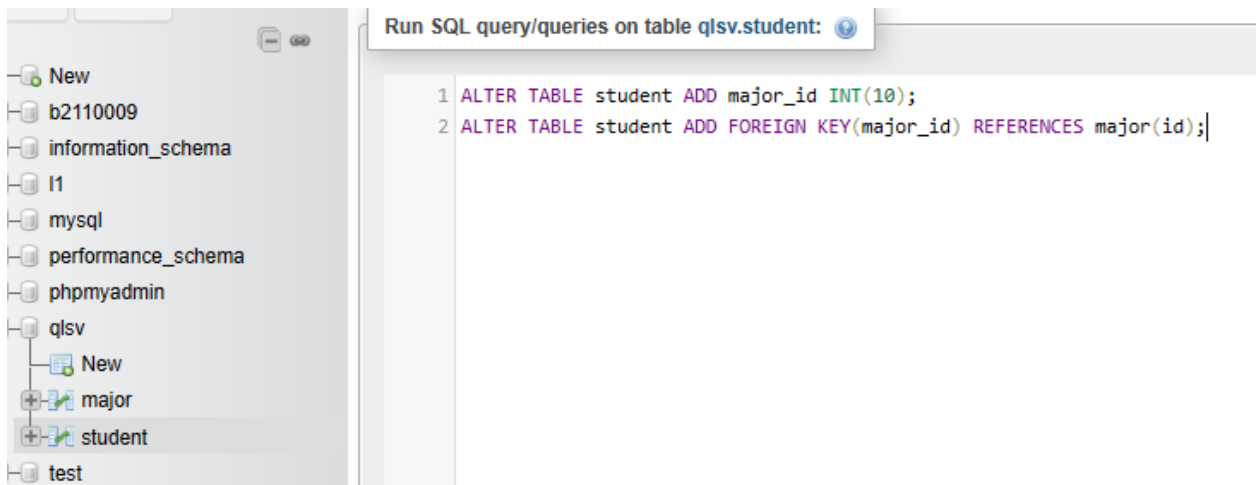 Run SQL query/queries on table qlsv.student:
New
b2110009
information_schema
l1
mysql
performance_schema
phpmyadmin
qlsv
New
major
student
test
1 ALTER TABLE student ADD major_id INT(10);
2 ALTER TABLE student ADD FOREIGN KEY(major_id) REFERENCES major(id);